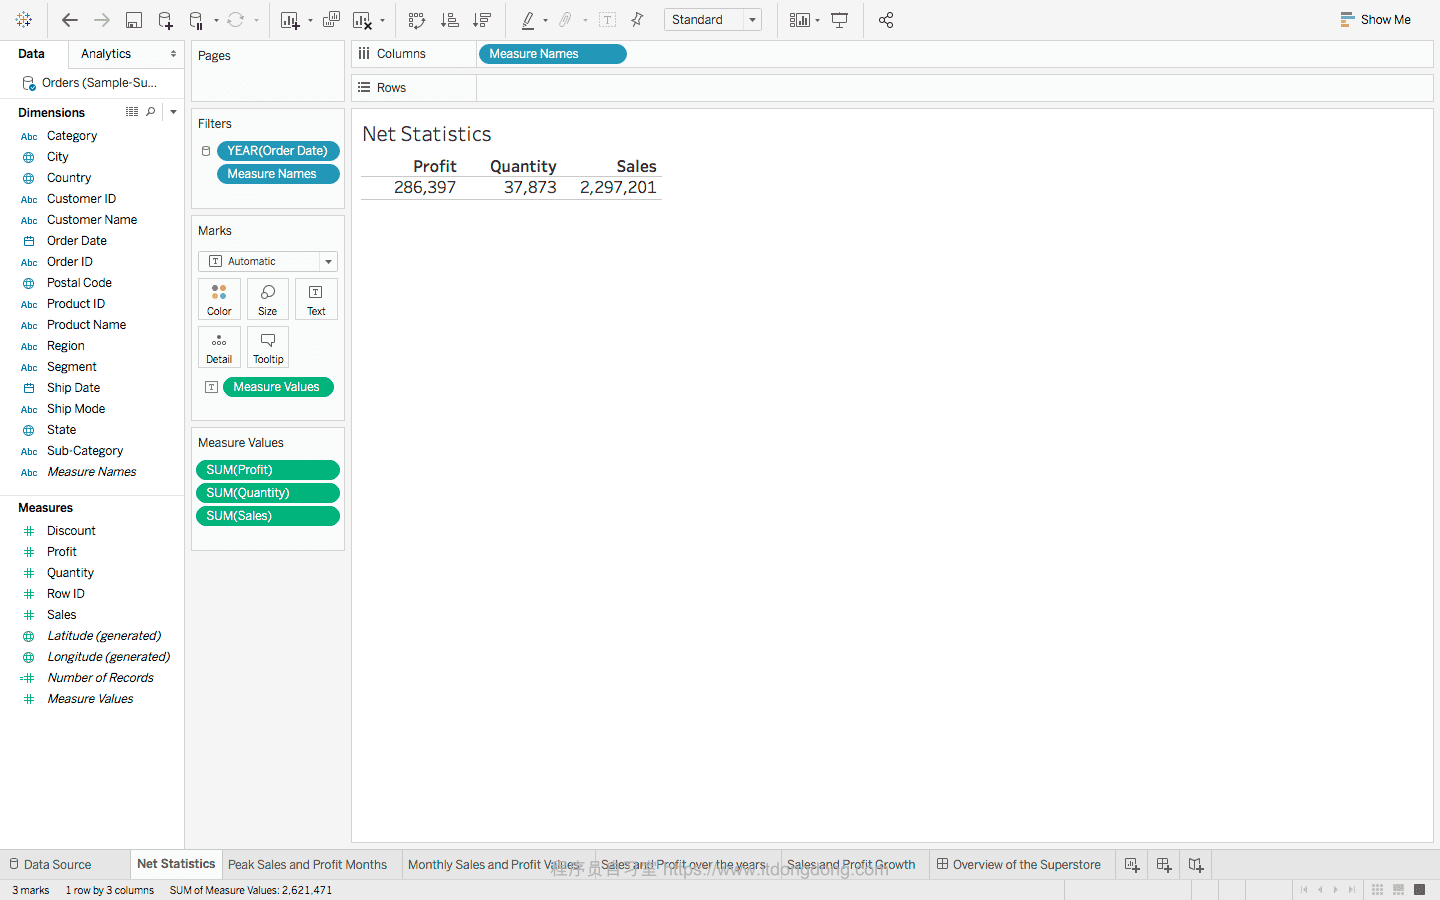 Standard
Show Me
Data
Analytics
Orders (Sample-Su...
Dimensions
Abc Category
City
Country
Abc Customer ID
Abc Customer Name
Order Date
Abc Order ID
Postal Code
Abc Product ID
Abc Product Name
Abc Region
Abc Segment
Ship Date
Abc Ship Mode
State
Abc Sub-Category
Abc Measure Names
Measures
Discount
Profit
Quantity
Row ID
Sales
Latitude (generated)
Longitude (generated)
Number of Records
Measure Values
Pages
Filters
YEAR(Order Date)
Measure Names
Marks
T Automatic
Color
Size
T Text
Detail
Tooltip
T Measure Values
Measure Values
SUM(Profit)
SUM(Quantity)
SUM(Sales)
Columns
Measure Names
Rows
Net Statistics
Profit Quantity Sales
286,397 37,873 2,297,201
Data Source
Net Statistics
Peak Sales and Profit Months
Monthly Sales and Profit Values
Sales and Profit over the years
Sales and Profit Growth
Overview of the Superstore
程序员自习室 https://www.itdongdong.com
3 marks
1 row by 3 columns
SUM of Measure Values: 2,621,471